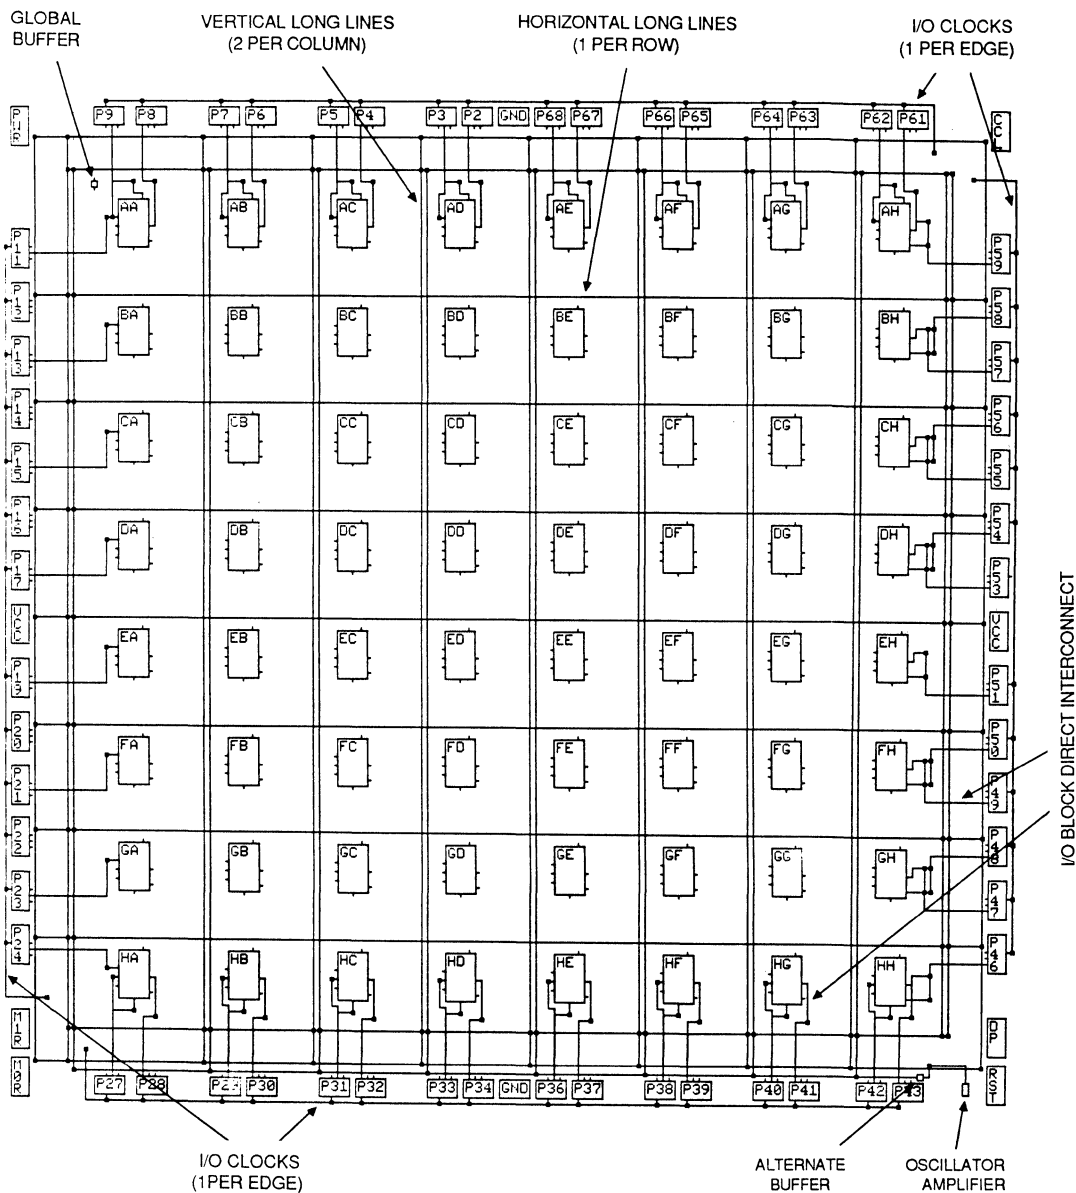 GLOBAL
BUFFER
VERTICAL LONG LINES
(2 PER COLUMN)
HORIZONTAL LONG LINES
(1 PER ROW)
I/O CLOCKS
(1 PER EDGE)
PWR
P9 P8 P7 P6 P5 P4 P3 P2 GND P68 P67 P66 P65 P64 P63 P62 P61
CCL
AA AB AC AD AE AF AG AH
P11
P59
P12
P58
BA BB BC BD BE BF BG BH
P13
P57
P14
P56
CA CB CC CD CE CF CG CH
P15
P55
P16
P54
DA DB DC DD DE DF DG DH
P17
P53
VCC
VCC
EA EB EC ED EE EF EG EH
P19
P51
P20
P50
FA FB FC FD FE FF FG FH
P21
P49
P22
P48
GA GB GC GD GE GF GG GH
P23
P47
P24
P46
HA HB HC HD HE HF HG HH
I/O BLOCK DIRECT INTERCONNECT
M1R
DP
M0R
RST
P27 P28 P29 P30 P31 P32 P33 P34 GND P36 P37 P38 P39 P40 P41 P42 P43
I/O CLOCKS
(1PER EDGE)
ALTERNATE
BUFFER
OSCILLATOR
AMPLIFIER